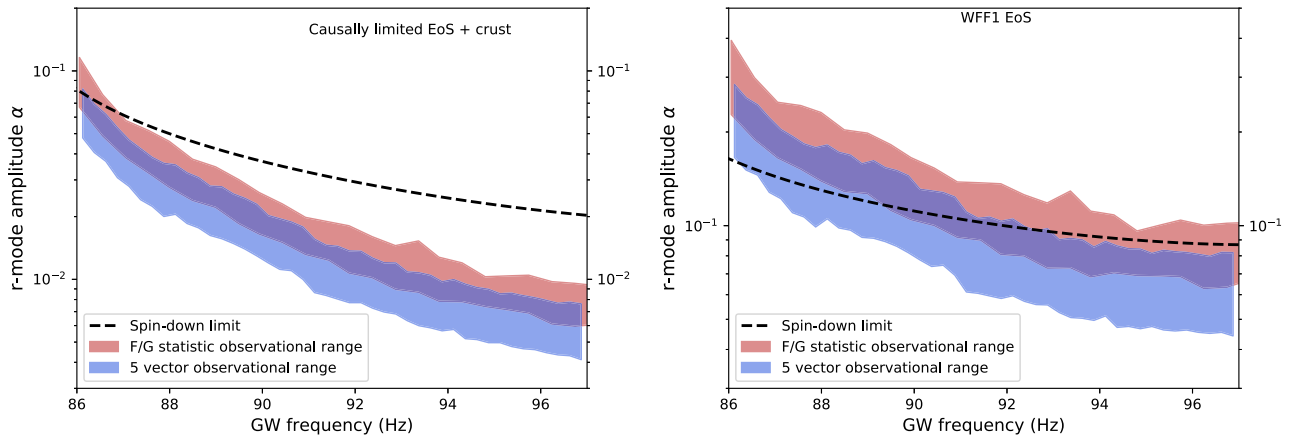 Causally limited EoS + crust
10⁻¹
10⁻¹
10⁻²
10⁻²
r-mode amplitude α
Spin-down limit
F/G statistic observational range
5 vector observational range
86 88 90 92 94 96
GW frequency (Hz)
WFF1 EoS
10⁻¹
10⁻¹
r-mode amplitude α
Spin-down limit
F/G statistic observational range
5 vector observational range
86 88 90 92 94 96
GW frequency (Hz)